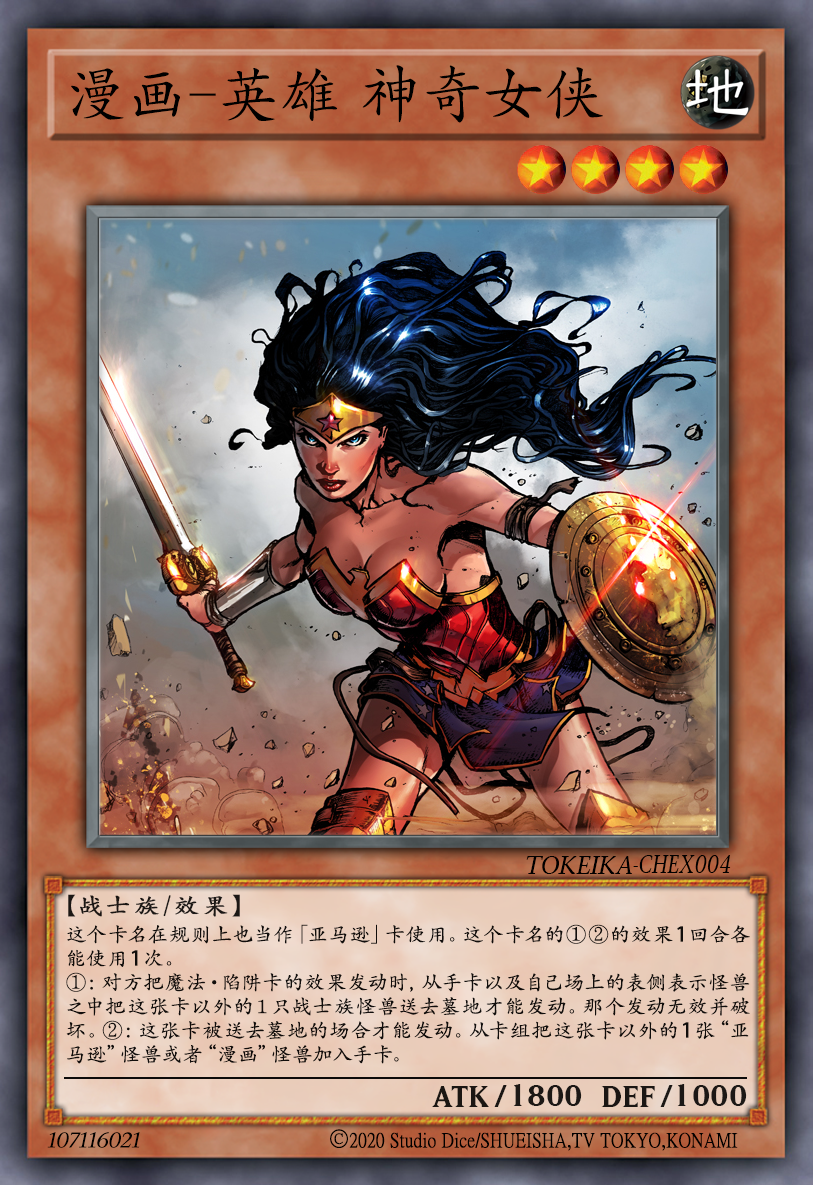 漫画-英雄 神奇女侠
地
TOKEIKA-CHEX004
【战士族/效果】
这个卡名在规则上也当作「亚马逊」卡使用。这个卡名的①②的效果1回合各
能使用1次。
①：对方把魔法·陷阱卡的效果发动时，从手卡以及自己场上的表侧表示怪兽
之中把这张卡以外的1只战士族怪兽送去墓地才能发动。那个发动无效并破
坏。②：这张卡被送去墓地的场合才能发动。从卡组把这张卡以外的1张“亚
马逊”怪兽或者“漫画”怪兽加入手卡。
ATK/1800 DEF/1000
107116021
©2020 Studio Dice/SHUEISHA,TV TOKYO,KONAMI